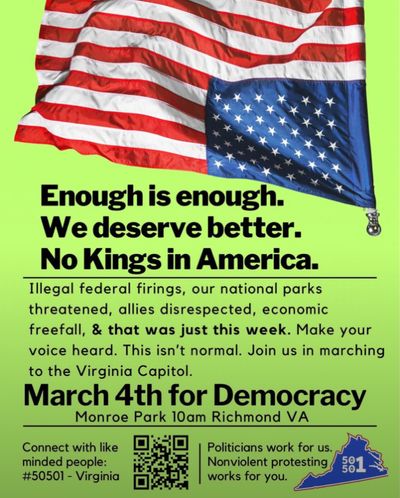 Enough is enough.
We deserve better.
No Kings in America.
Illegal federal firings, our national parks
threatened, allies disrespected, economic
freefall, & that was just this week. Make your
voice heard. This isn’t normal. Join us in marching
to the Virginia Capitol.
March 4th for Democracy
Monroe Park 10am Richmond VA
Connect with like
minded people:
#50501 - Virginia
Politicians work for us.
Nonviolent protesting
works for you.
50
50
1